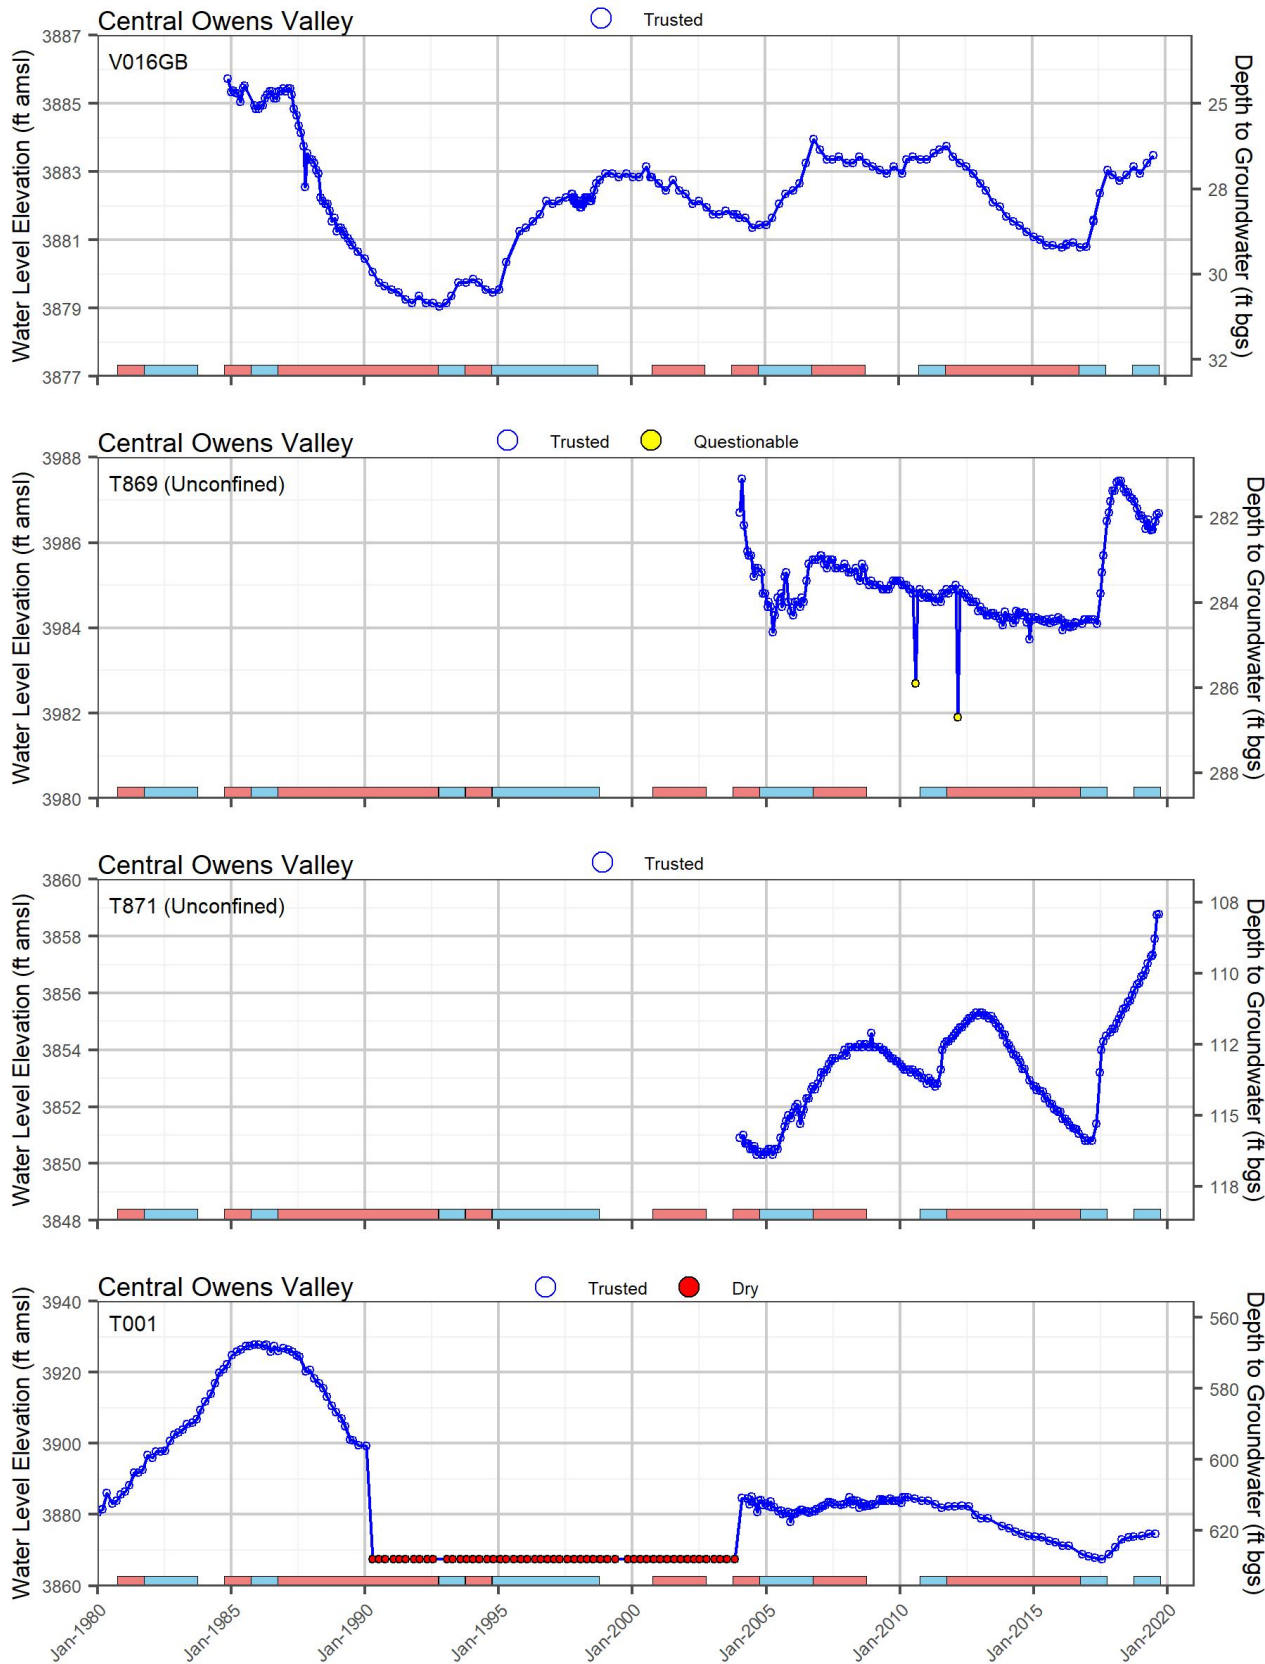 Central Owens Valley
Trusted
V016GB
Water Level Elevation (ft amsl)
3887
3885
3883
3881
3879
3877
Depth to Groundwater (ft bgs)
25
28
30
32
Central Owens Valley
Trusted
Questionable
T869 (Unconfined)
Water Level Elevation (ft amsl)
3988
3986
3984
3982
3980
Depth to Groundwater (ft bgs)
282
284
286
288
Central Owens Valley
Trusted
T871 (Unconfined)
Water Level Elevation (ft amsl)
3860
3858
3856
3854
3852
3850
3848
Depth to Groundwater (ft bgs)
108
110
112
115
118
Central Owens Valley
Trusted
Dry
T001
Water Level Elevation (ft amsl)
3940
3920
3900
3880
3860
Depth to Groundwater (ft bgs)
560
580
600
620
Jan-1980
Jan-1985
Jan-1990
Jan-1995
Jan-2000
Jan-2005
Jan-2010
Jan-2015
Jan-2020